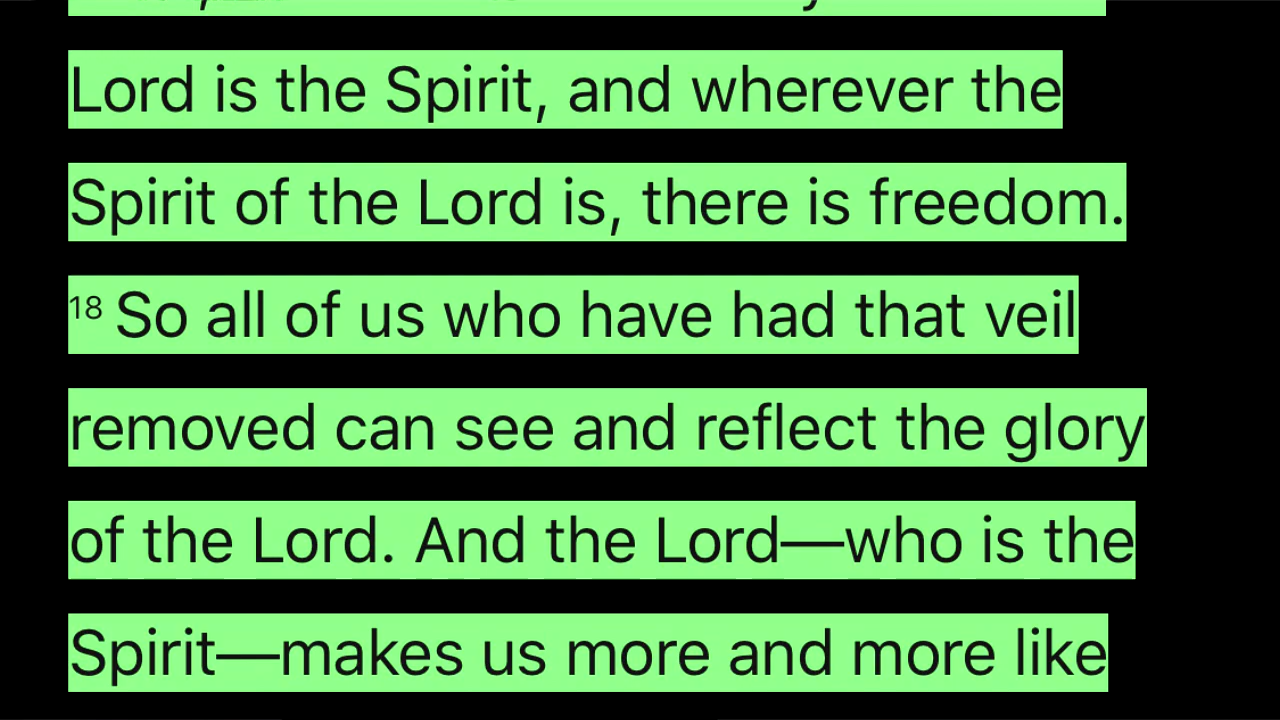 Lord is the Spirit, and wherever the
Spirit of the Lord is, there is freedom.
18 So all of us who have had that veil
removed can see and reflect the glory
of the Lord. And the Lord—who is the
Spirit—makes us more and more like